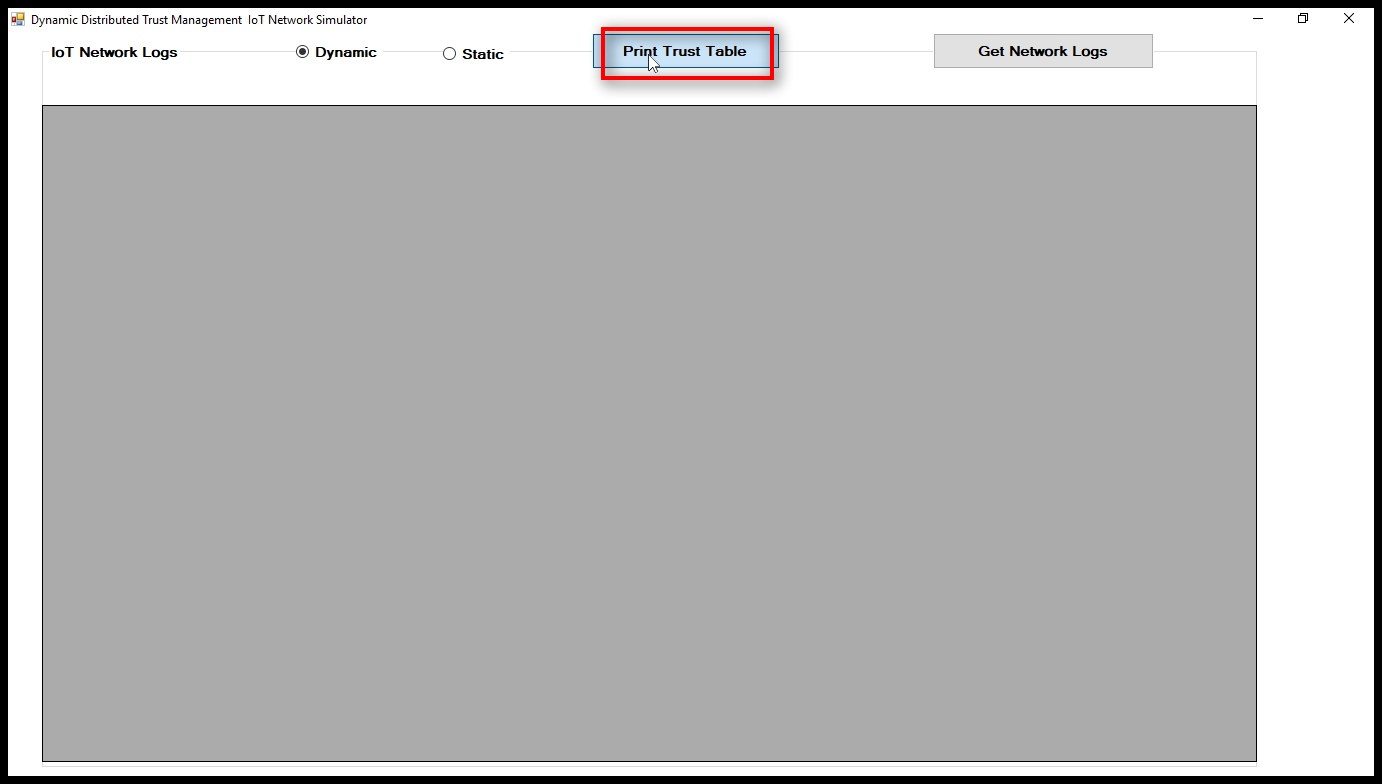 Dynamic Distributed Trust Management IoT Network Simulator
IoT Network Logs
Dynamic
Static
Print Trust Table
Get Network Logs